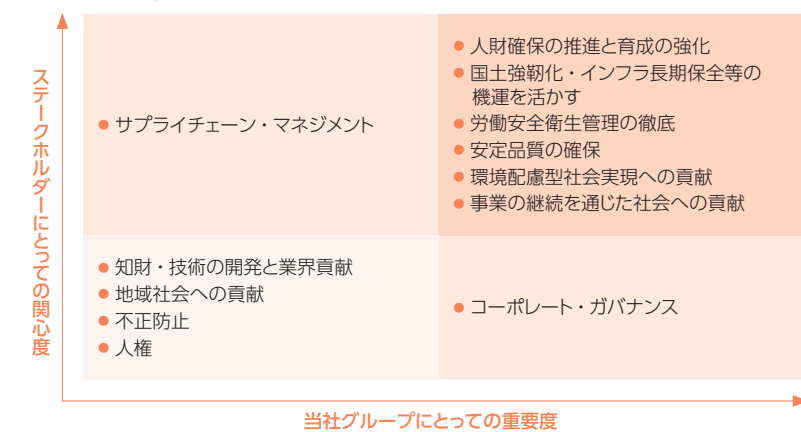 ステークホルダーにとっての関心度
● サプライチェーン・マネジメント
● 人財確保の推進と育成の強化
● 国土強靭化・インフラ長期保全等の
機運を活かす
● 労働安全衛生管理の徹底
● 安定品質の確保
● 環境配慮型社会実現への貢献
● 事業の継続を通じた社会への貢献
● 知財・技術の開発と業界貢献
● 地域社会への貢献
● 不正防止
● 人権
● コーポレート・ガバナンス
当社グループにとっての重要度